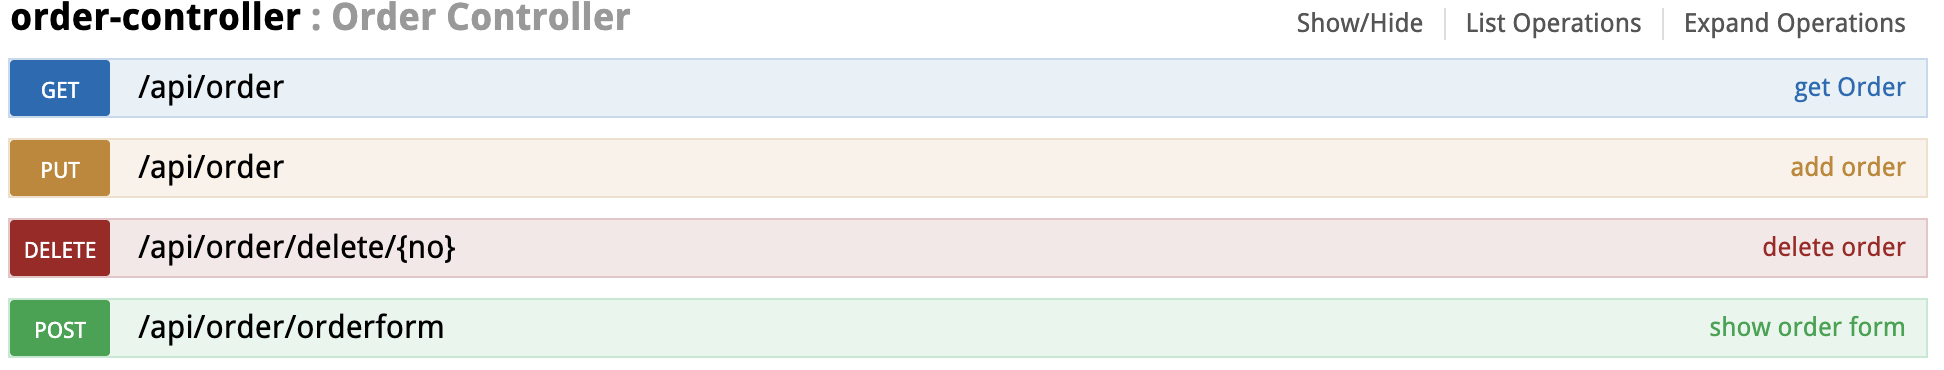 order-controller : Order Controller Show/Hide List Operations Expand Operations
GET /api/order get Order
PUT /api/order add order
DELETE /api/order/delete/{no} delete order
POST /api/order/orderform show order form